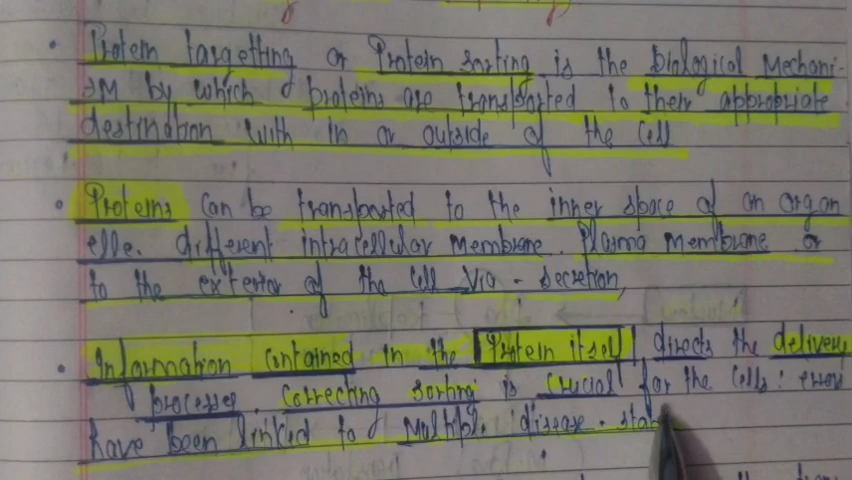 • Protein targetting or Protein sorting is the biological Mechani-
sm by which proteins are transported to their appropriate
destination with in or outside of the Cell
• Proteins can be transported to the inner space of an organ
elle. different intracellular Membrane. Plasma Membrane or
to the exterior of the Cell via - secretion,
• Information contained in the Protein itself directs the delivery
processes. Correcting sorting is crucial for the Cells: error
have been linked to Multiple disease - stat